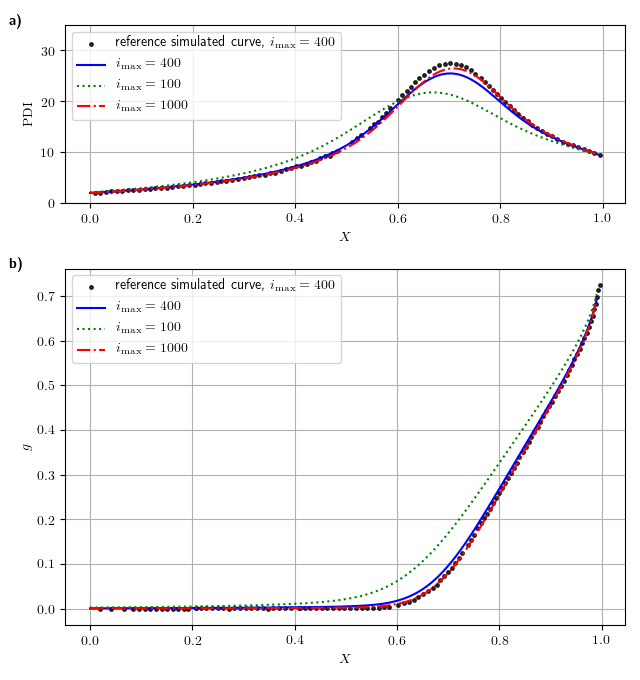 a)
reference simulated curve, i_max = 400
i_max = 400
i_max = 100
i_max = 1000
30
20
10
0
PDI
0.0 0.2 0.4 0.6 0.8 1.0
X
b)
reference simulated curve, i_max = 400
i_max = 400
i_max = 100
i_max = 1000
0.7
0.6
0.5
0.4
0.3
0.2
0.1
0.0
g
0.0 0.2 0.4 0.6 0.8 1.0
X